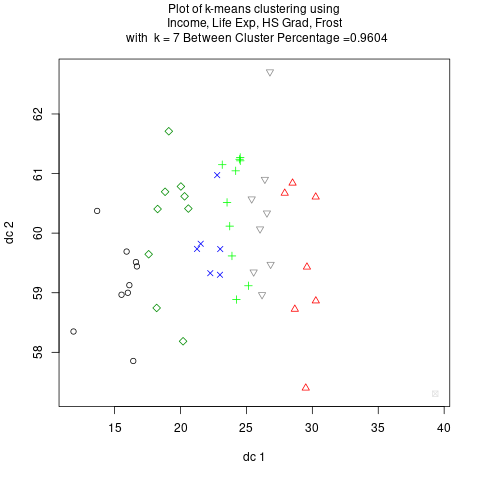 Plot of k-means clustering using
Income, Life Exp, HS Grad, Frost
with k = 7 Between Cluster Percentage =0.9604
62
61
60
59
58
dc 2
15 20 25 30 35 40
dc 1